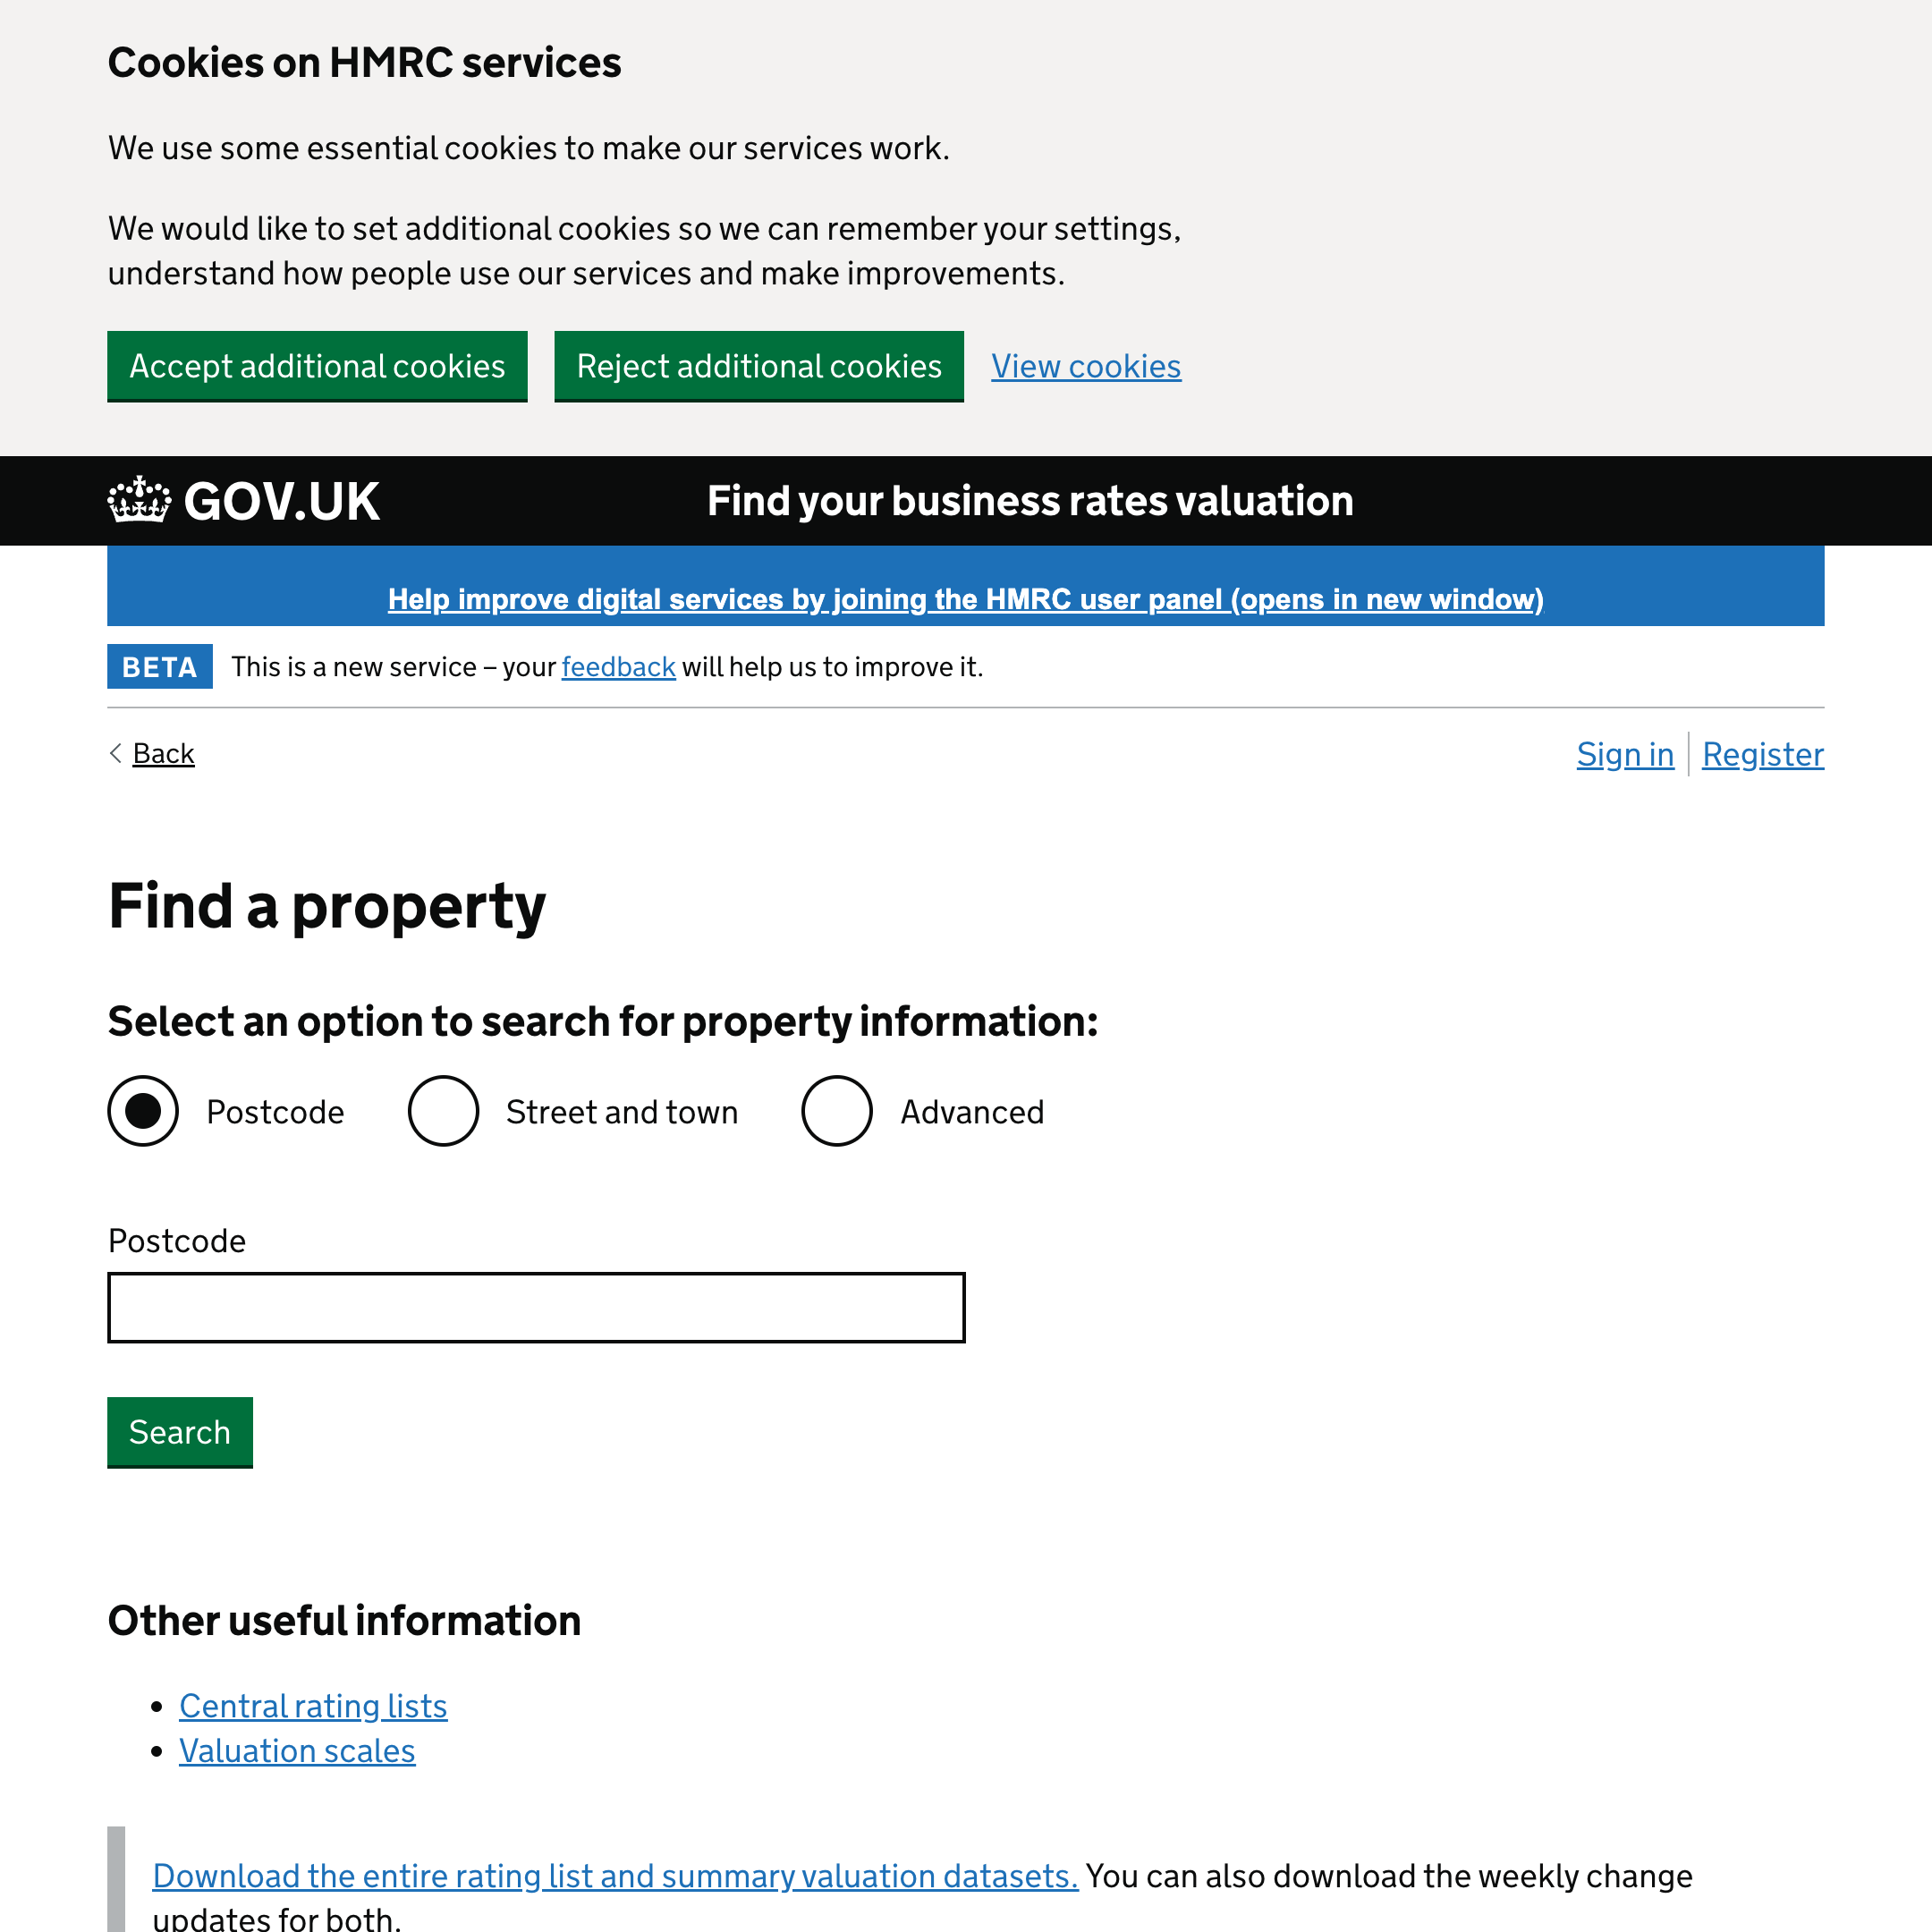 Cookies on HMRC services
We use some essential cookies to make our services work.
We would like to set additional cookies so we can remember your settings,
understand how people use our services and make improvements.
Accept additional cookies Reject additional cookies View cookies
GOV.UK Find your business rates valuation
Help improve digital services by joining the HMRC user panel (opens in new window)
BETA This is a new service – your feedback will help us to improve it.
Back Sign in Register
Find a property
Select an option to search for property information:
Postcode Street and town Advanced
Postcode
Search
Other useful information
Central rating lists
Valuation scales
Download the entire rating list and summary valuation datasets. You can also download the weekly change
updates for both.